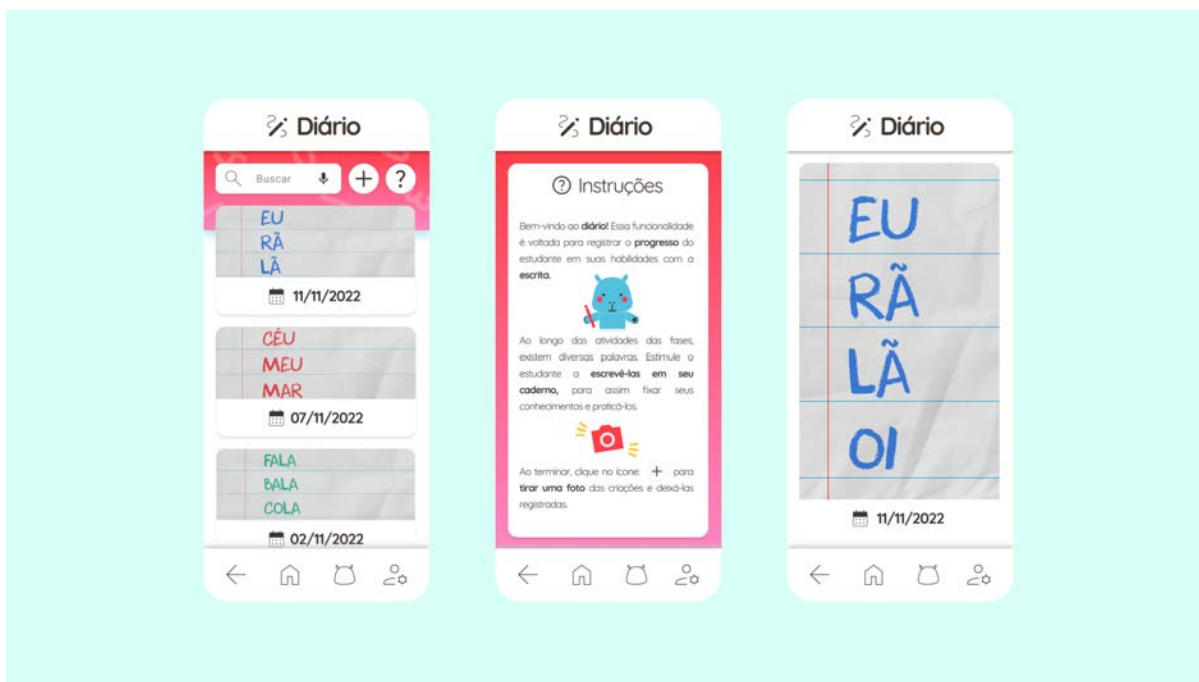 Diário
Buscar
+ ?
EU
RÃ
LÃ
11/11/2022
CÉU
MEU
MAR
07/11/2022
FALA
BALA
COLA
02/11/2022
Diário
? Instruções
Bem-vindo ao diário! Essa funcionalidade
é voltada para registrar o progresso do
estudante em suas habilidades com a
escrita.
Ao longo das atividades das fases,
existem diversas palavras. Estimule o
estudante a escrevê-las em seu
caderno, para assim fixar seus
conhecimentos e praticá-los.
Ao terminar, clique no ícone: + para
tirar uma foto das criações e deixá-las
registradas.
Diário
EU
RÃ
LÃ
OI
11/11/2022